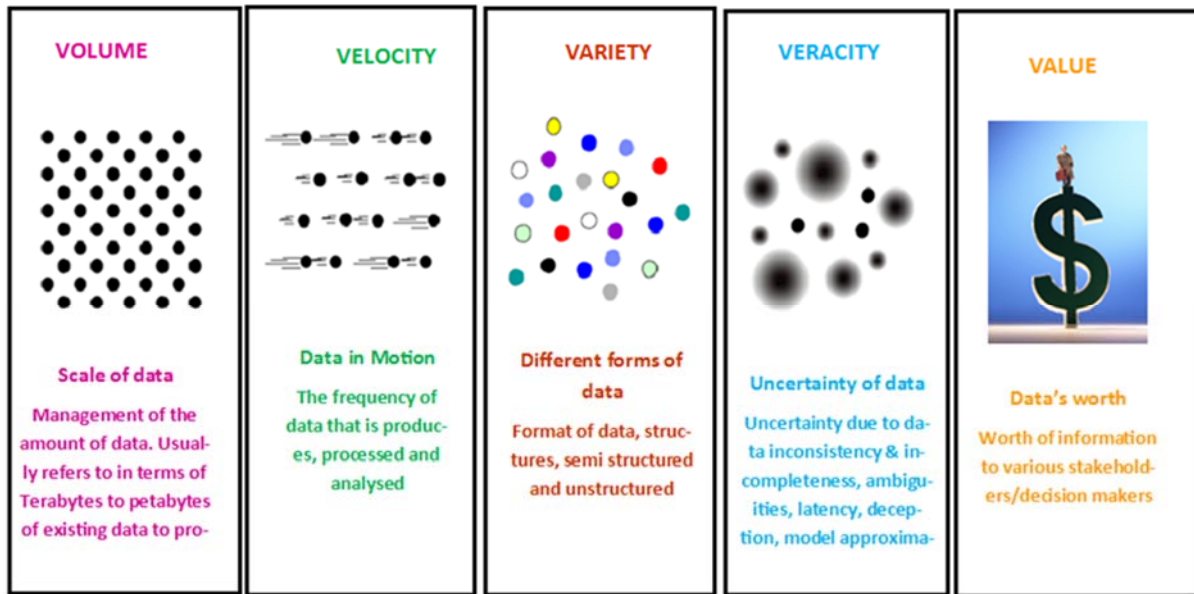 VOLUME
Scale of data
Management of the
amount of data. Usual-
ly refers to in terms of
Terabytes to petabytes
of existing data to pro-
VELOCITY
Data in Motion
The frequency of
data that is produc-
es, processed and
analysed
VARIETY
Different forms of
data
Format of data, struc-
tures, semi structured
and unstructured
VERACITY
Uncertainty of data
Uncertainty due to da-
ta inconsistency & in-
completeness, ambigu-
ities, latency, decep-
tion, model approxima-
VALUE
$
Data's worth
Worth of information
to various stakehold-
ers/decision makers